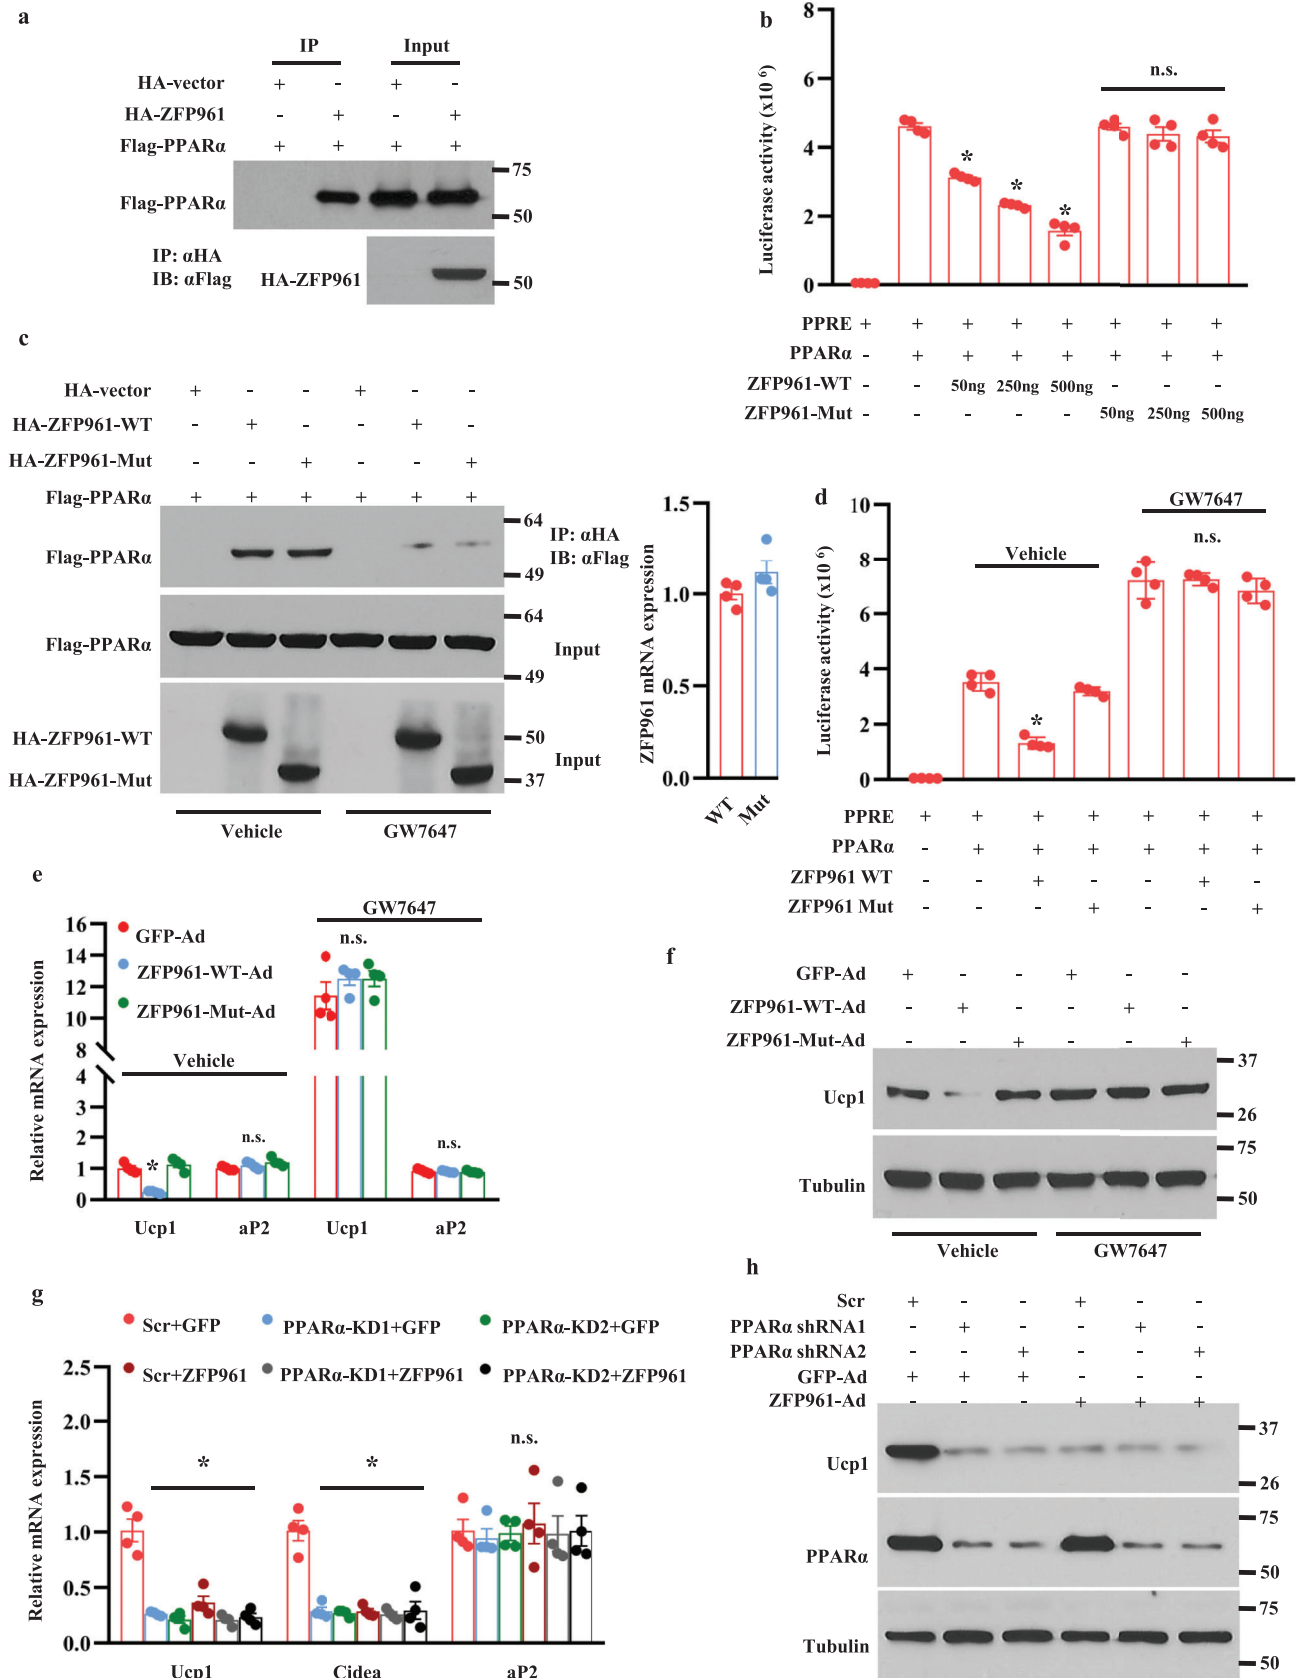 a
IP Input
HA-vector + - + -
HA-ZFP961 - + - +
Flag-PPARα + + + +
Flag-PPARα
75
50
IP: αHA
IB: αFlag
HA-ZFP961
50
b
Luciferase activity (x10 6)
8
6
4
2
0
* * *
n.s.
PPRE + + + + + + + +
PPARα - + + + + + + +
ZFP961-WT - - 50ng 250ng 500ng - - -
ZFP961-Mut - - - - - 50ng 250ng 500ng
c
HA-vector + - - + - -
HA-ZFP961-WT - + - - + -
HA-ZFP961-Mut - - + - - +
Flag-PPARα + + + + + +
Flag-PPARα
64
49
IP: αHA
IB: αFlag
Flag-PPARα
64
49
Input
HA-ZFP961-WT
HA-ZFP961-Mut
50
37
Input
Vehicle GW7647
ZFP961 mRNA expression
1.5
1.0
0.5
0.0
WT Mut
d
Luciferase activity (x10 6)
10
8
6
4
2
0
Vehicle
*
GW7647
n.s.
PPRE + + + + + + +
PPARα - + + + + + +
ZFP961 WT - - + - - + -
ZFP961 Mut - - - + - - +
e
Relative mRNA expression
16
14
12
10
8
4
3
2
1
0
GFP-Ad
ZFP961-WT-Ad
ZFP961-Mut-Ad
Vehicle
*
n.s.
GW7647
n.s.
n.s.
Ucp1 aP2 Ucp1 aP2
f
GFP-Ad + - - + - -
ZFP961-WT-Ad - + - - + -
ZFP961-Mut-Ad - - + - - +
Ucp1
37
26
Tubulin
75
50
Vehicle GW7647
g
Scr+GFP PPARα-KD1+GFP PPARα-KD2+GFP
Scr+ZFP961 PPARα-KD1+ZFP961 PPARα-KD2+ZFP961
Relative mRNA expression
2.5
2.0
1.5
1.0
0.5
0.0
*
*
n.s.
Ucp1 Cidea aP2
h
Scr + - - + - -
PPARα shRNA1 - + - - + -
PPARα shRNA2 - - + - - +
GFP-Ad + + + - - -
ZFP961-Ad - - - + + +
Ucp1
37
26
PPARα
75
50
Tubulin
75
50